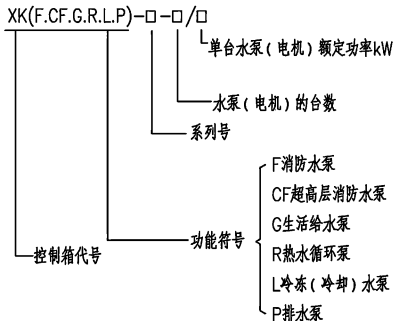 XK(F.CF.G.R.L.P)-□-□/□
单台水泵(电机)额定功率kW
水泵(电机)的台数
系列号
F消防水泵
CF超高层消防水泵
G生活给水泵
功能符号
R热水循环泵
控制箱代号
L冷冻(冷却)水泵
P排水泵